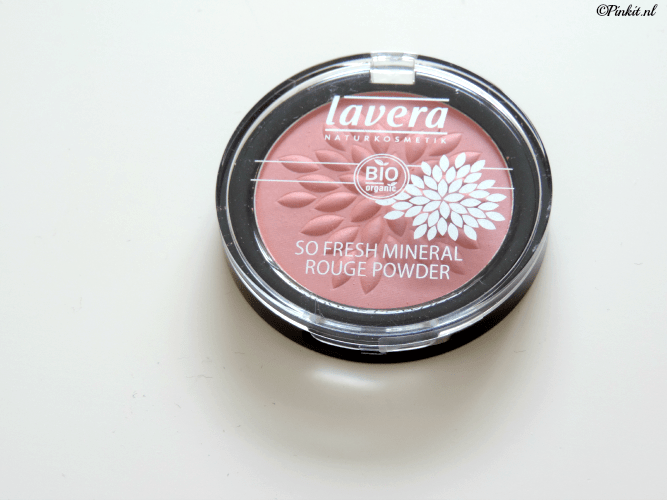 ©Pinkit.nl
lavera
NATURKOSMETIK
BIO
organic
SO FRESH MINERAL
ROUGE POWDER